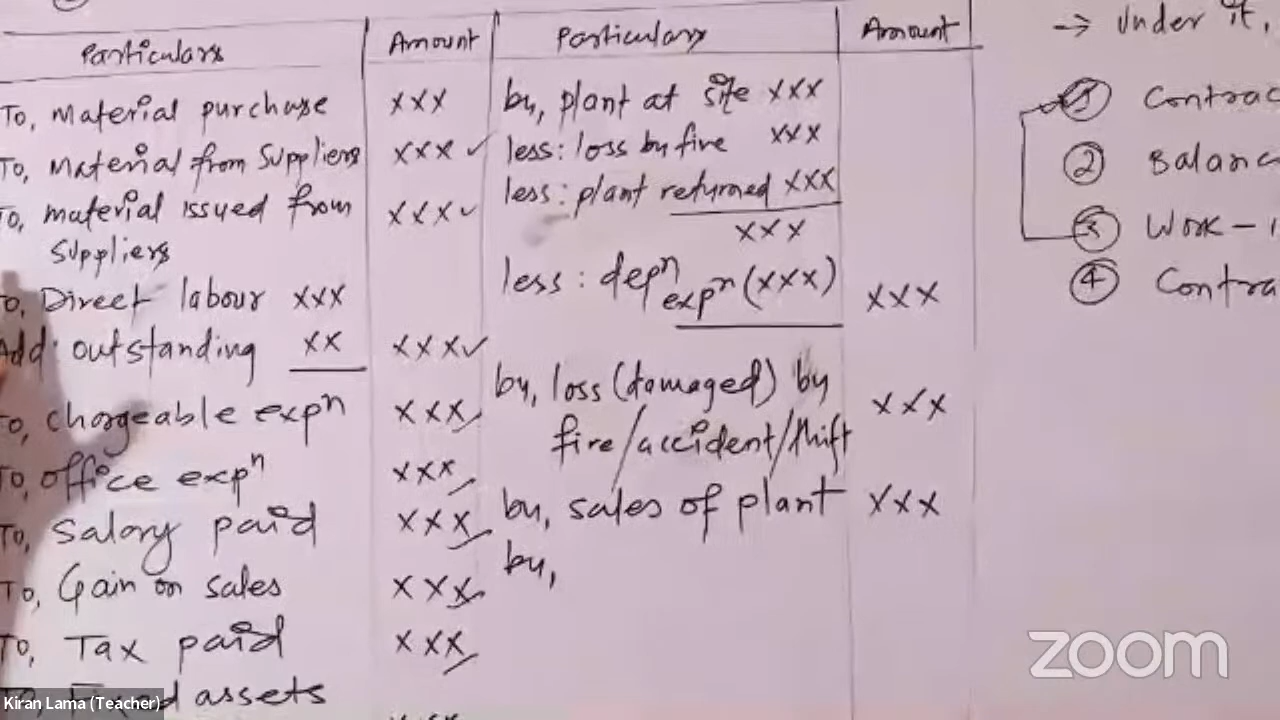 Particulars Amount Particulars Amount
To, Material purchase xxx by, plant at site xxx
To, Material from Suppliers xxx less: loss by fire xxx
To, material issued from xxx less: plant returned xxx
Suppliers xxx
To, Direct labour xxx less: depn expn (xxx) xxx
Add: outstanding xx xxx
To, chargeable expn xxx by, loss (damaged) by xxx
fire/accident/thift
To, office expn xxx
To, Salary paid xxx by, sales of plant xxx
To, Gain on sales xxx by,
To, Tax paid xxx
To, Fixed assets
xxx
→ Under it,
① Contrac
② Balanc
③ Work - i
④ Contra
zoom
Kiran Lama (Teacher)